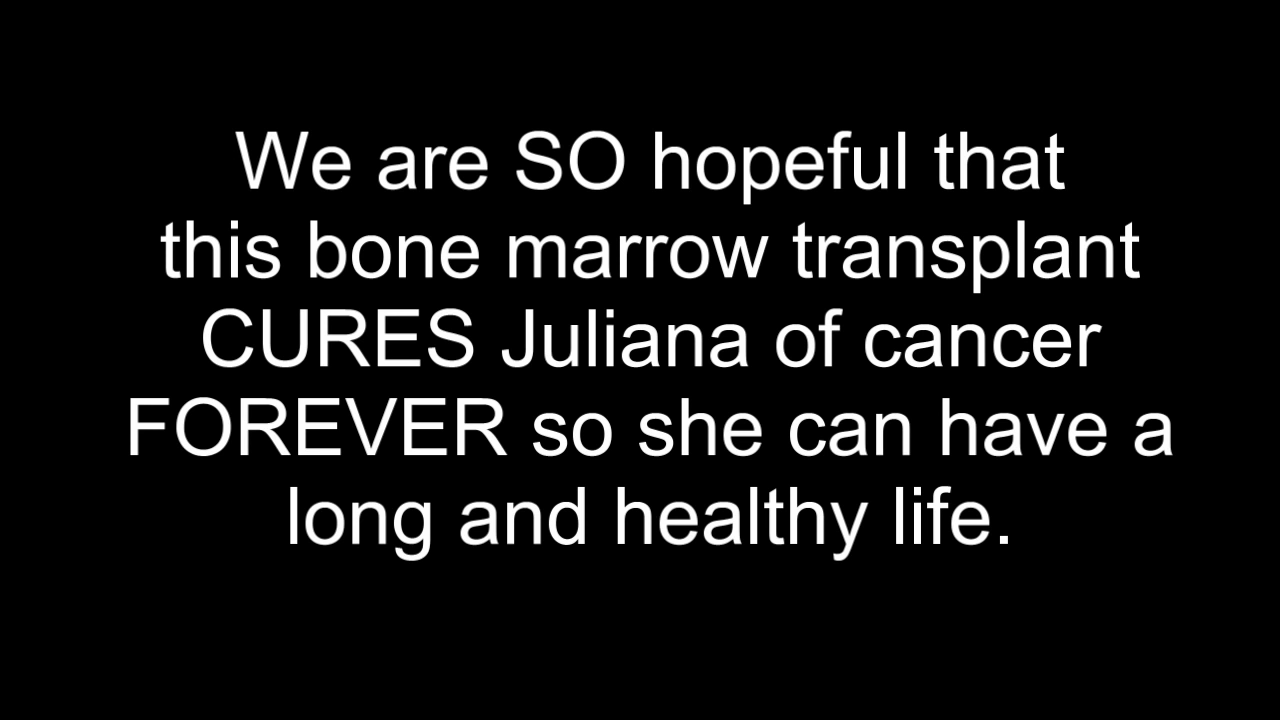 We are SO hopeful that
this bone marrow transplant
CURES Juliana of cancer
FOREVER so she can have a
long and healthy life.